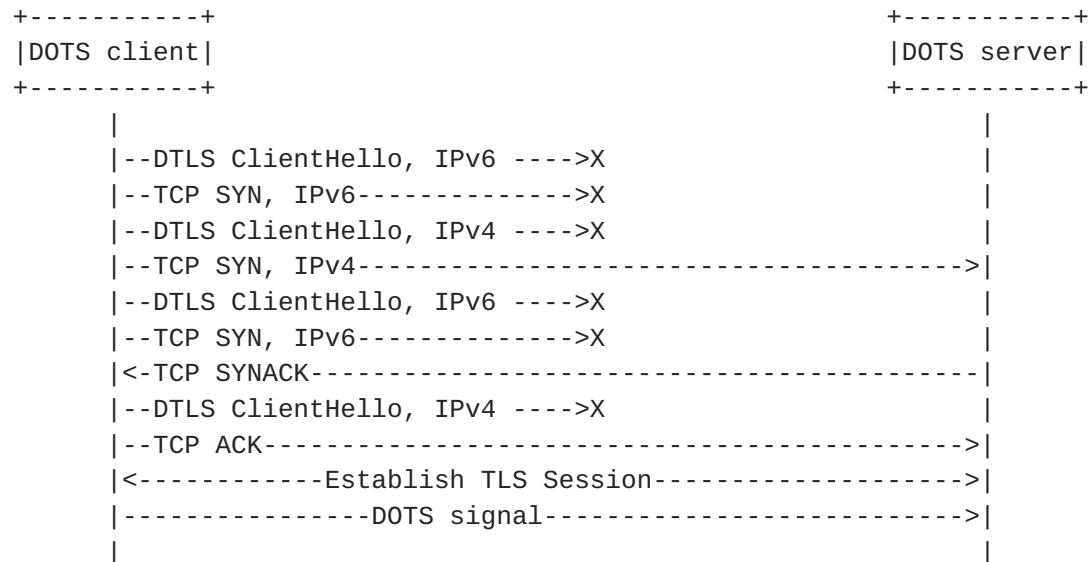 +-----------+                                           +-----------+
|DOTS client|                                           |DOTS server|
+-----------+                                           +-----------+
      |                                                       |
      |--DTLS ClientHello, IPv6 ---->X                        |
      |--TCP SYN, IPv6-------------->X                        |
      |--DTLS ClientHello, IPv4 ---->X                        |
      |--TCP SYN, IPv4--------------------------------------->|
      |--DTLS ClientHello, IPv6 ---->X                        |
      |--TCP SYN, IPv6-------------->X                        |
      |<-TCP SYNACK-------------------------------------------|
      |--DTLS ClientHello, IPv4 ---->X                        |
      |--TCP ACK--------------------------------------------->|
      |<------------Establish TLS Session-------------------->|
      |----------------DOTS signal--------------------------->|
      |                                                       |